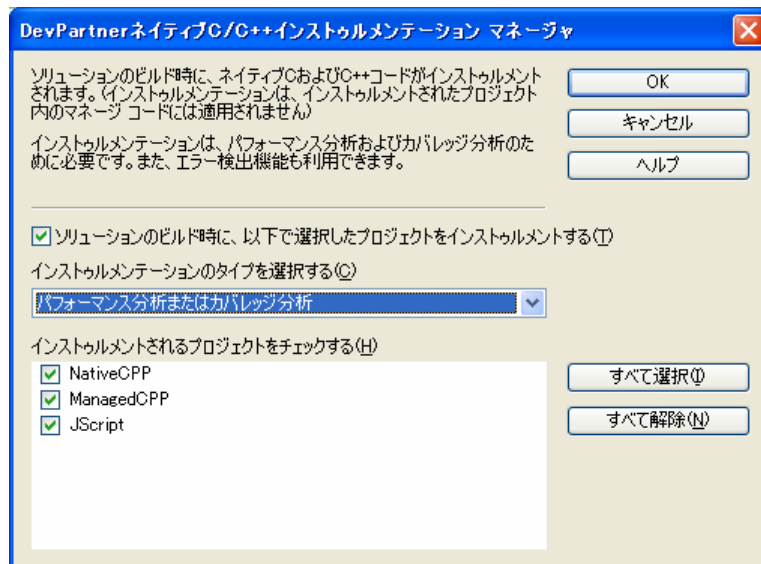 DevPartnerネイティブC/C++インストゥルメンテーション マネージャ
ソリューションのビルド時に、ネイティブCおよびC++コードがインストゥルメント
されます。(インストゥルメンテーションは、インストゥルメントされたプロジェクト
内のマネージ コードには適用されません)
インストゥルメンテーションは、パフォーマンス分析およびカバレッジ分析のた
めに必要です。また、エラー検出機能も利用できます。
OK
キャンセル
ヘルプ
ソリューションのビルド時に、以下で選択したプロジェクトをインストゥルメントする(T)
インストゥルメンテーションのタイプを選択する(C)
パフォーマンス分析またはカバレッジ分析
インストゥルメントされるプロジェクトをチェックする(H)
NativeCPP
ManagedCPP
JScript
すべて選択(I)
すべて解除(N)